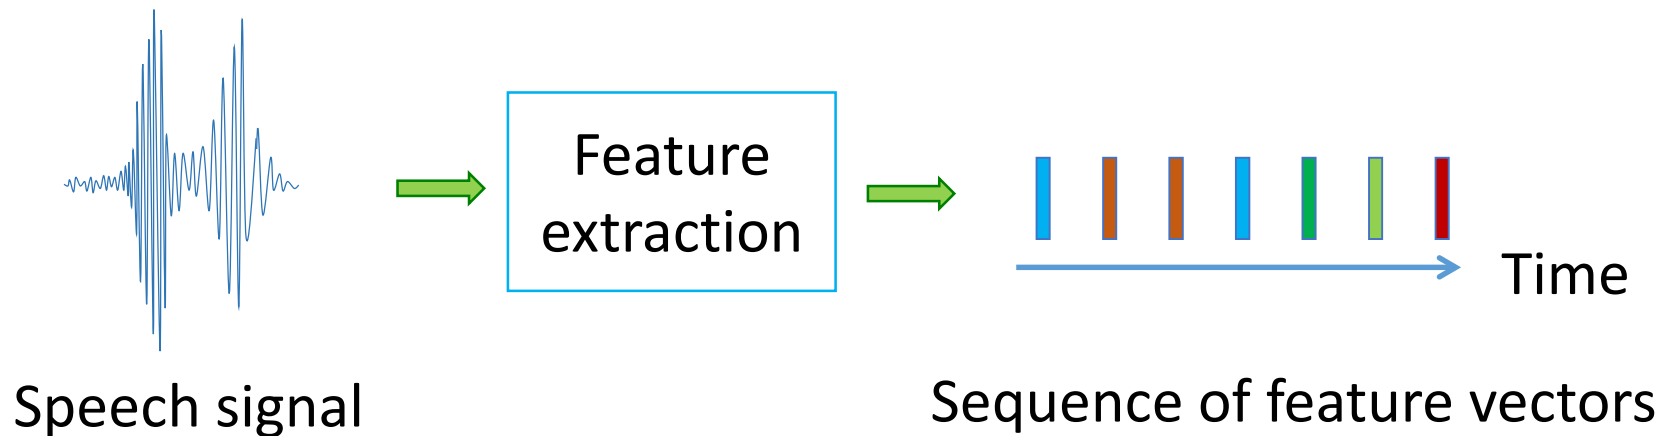 Feature
extraction
Time
Speech signal
Sequence of feature vectors